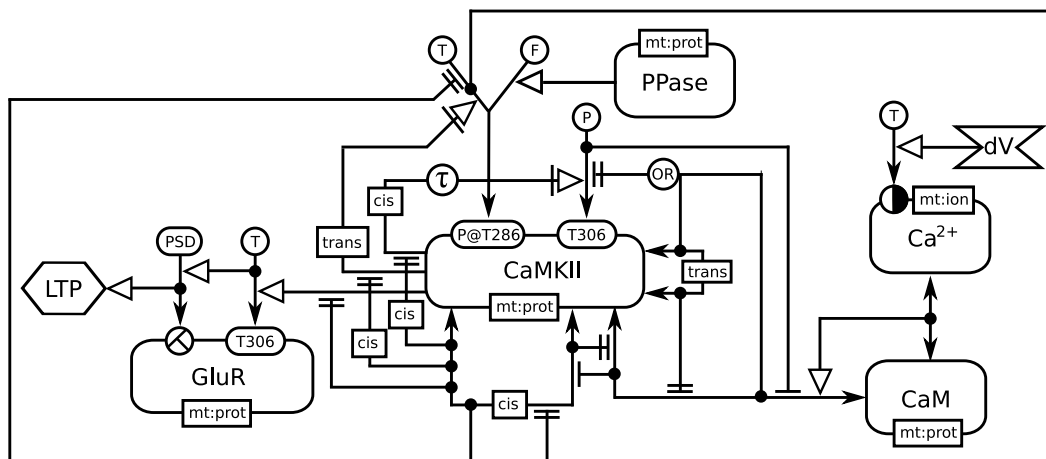 mt:prot
T
F
PPase
P
T
dV
τ
OR
cis
mt:ion
P@T286
T306
Ca2+
PSD
T
trans
CaMKII
trans
LTP
mt:prot
cis
T306
cis
GluR
CaM
mt:prot
cis
mt:prot